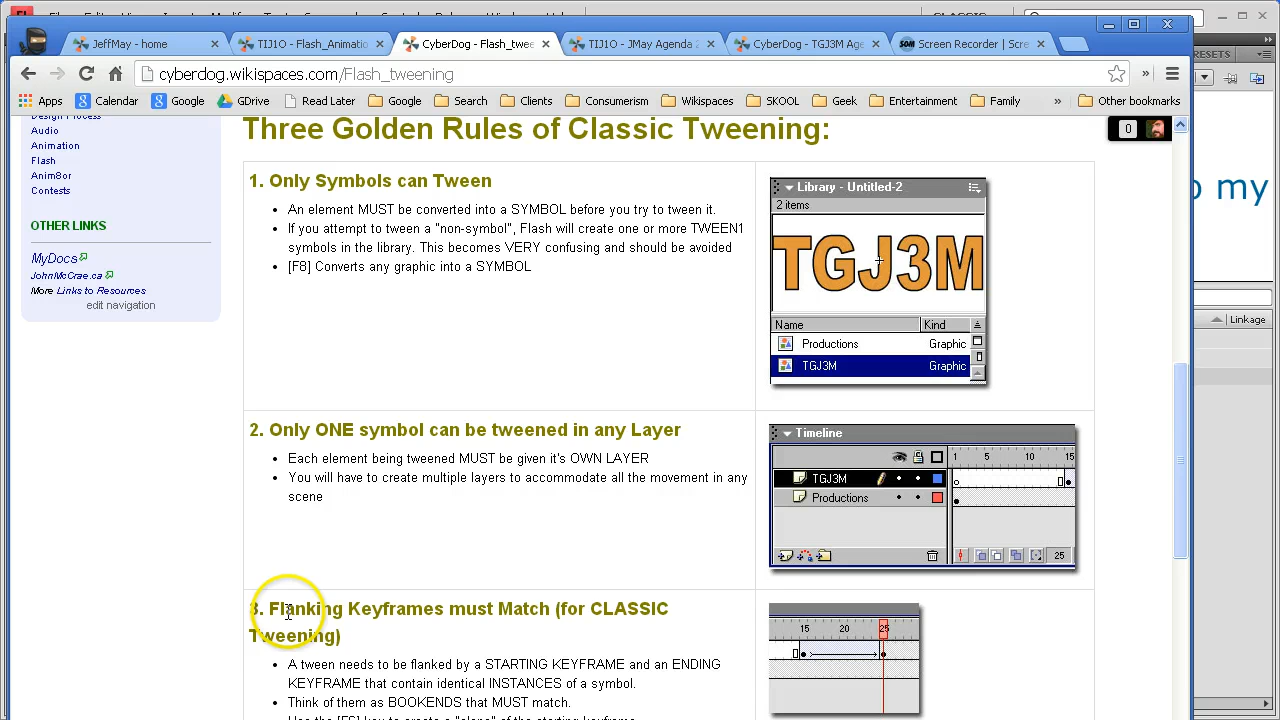 CLASSIC
JeffMay - home
TIJ1O - Flash_Animatio
CyberDog - Flash_twee
TIJ1O - JMay Agenda
CyberDog - TG3M Age
Screen Recorder | Scre
RESETS
cyberdog.wikispaces.com/Flash_tweening
Apps
Calendar
Google
GDrive
Read Later
Google
Search
Clients
Consumerism
Wikispac
SKOOL
Geek
Entertainment
Family
»
Other bookmarks
Design Process
Audio
Animation
Flash
Anim8or
Contests
OTHER LINKS
MyDocs
JohnMcCrae.ca
More Links to Resources
edit navigation
Three Golden Rules of Classic Tweening:
0
my
Linkage
1. Only Symbols can Tween
An element MUST be converted into a SYMBOL before you try to tween it.
If you attempt to tween a "non-symbol", Flash will create one or more TWEEN1
symbols in the library. This becomes VERY confusing and should be avoided
[F8] Converts any graphic into a SYMBOL
Library - Untitled-2
2 items
TGJ3M
Name
Kind
Productions
Graphic
TGJ3M
Graphic
2. Only ONE symbol can be tweened in any Layer
Each element being tweened MUST be given it's OWN LAYER
You will have to create multiple layers to accommodate all the movement in any
scene
Timeline
1 5 10 15
TGJ3M
Productions
25
3. Flanking Keyframes must Match (for CLASSIC
Tweening)
A tween needs to be flanked by a STARTING KEYFRAME and an ENDING
KEYFRAME that contain identical INSTANCES of a symbol.
Think of them as BOOKENDS that MUST match.
15 20 25